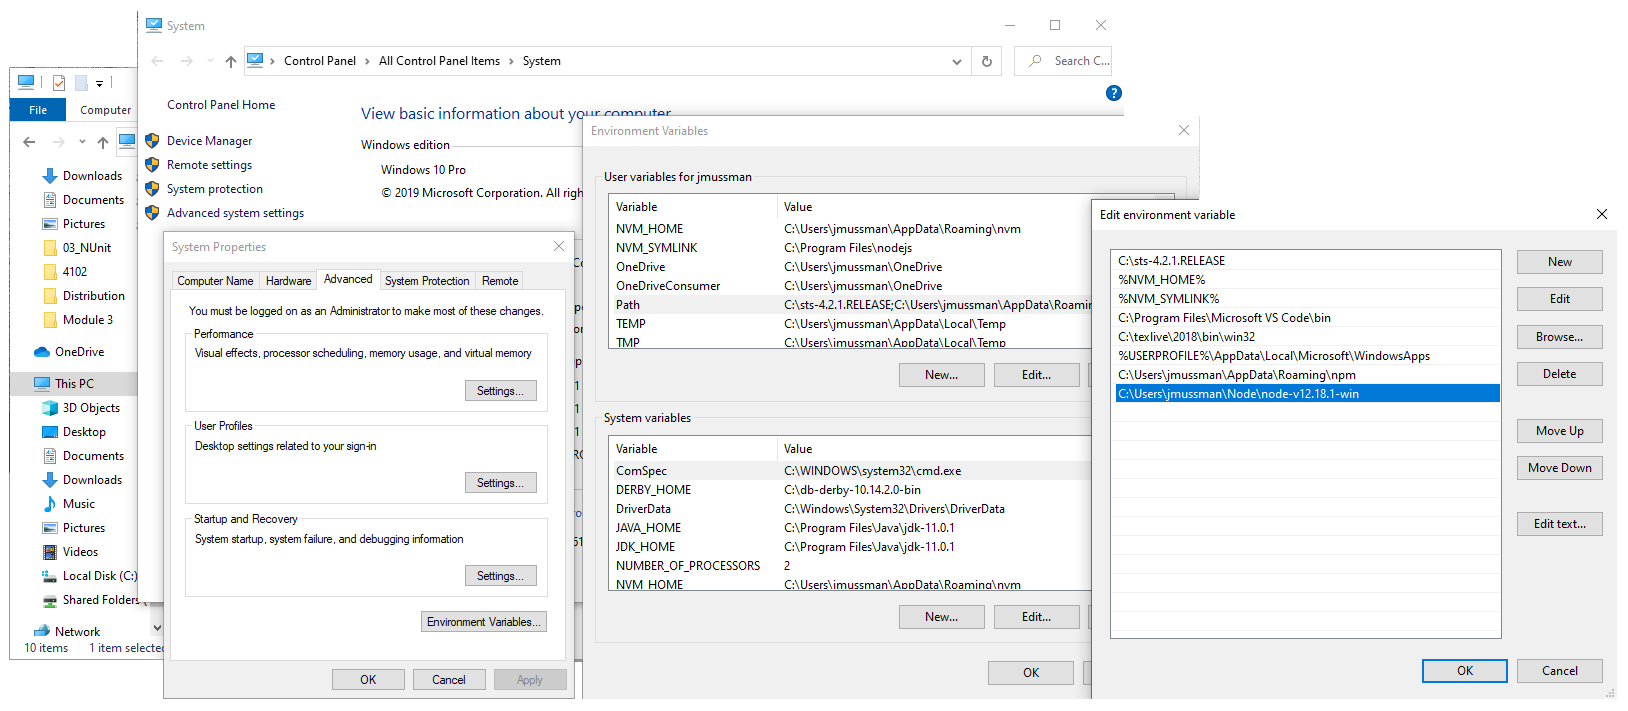 System
Control Panel > All Control Panel Items > System
Search C...
File
Computer
Downloads
Documents
Pictures
03_NUnit
4102
Distribution
Module 3
OneDrive
This PC
3D Objects
Desktop
Documents
Downloads
Music
Pictures
Videos
Local Disk (C:)
Shared Folders (
Network
10 items
1 item selected
Control Panel Home
Device Manager
Remote settings
System protection
Advanced system settings
View basic information about your computer
Windows edition
Windows 10 Pro
© 2019 Microsoft Corporation. All righ
System Properties
Computer Name
Hardware
Advanced
System Protection
Remote
You must be logged on as an Administrator to make most of these changes.
Performance
Visual effects, processor scheduling, memory usage, and virtual memory
Settings...
User Profiles
Desktop settings related to your sign-in
Settings...
Startup and Recovery
System startup, system failure, and debugging information
Settings...
Environment Variables...
OK
Cancel
Apply
Environment Variables
User variables for jmussman
Variable Value
NVM_HOME C:\Users\jmussman\AppData\Roaming\nvm
NVM_SYMLINK C:\Program Files\nodejs
OneDrive C:\Users\jmussman\OneDrive
OneDriveConsumer C:\Users\jmussman\OneDrive
Path C:\sts-4.2.1.RELEASE;C:\Users\jmussman\AppData\Roamin
TEMP C:\Users\jmussman\AppData\Local\Temp
TMP C:\Users\jmussman\AppData\Local\Temp
New...
Edit...
System variables
Variable Value
ComSpec C:\WINDOWS\system32\cmd.exe
DERBY_HOME C:\db-derby-10.14.2.0-bin
DriverData C:\Windows\System32\Drivers\DriverData
JAVA_HOME C:\Program Files\Java\jdk-11.0.1
JDK_HOME C:\Program Files\Java\jdk-11.0.1
NUMBER_OF_PROCESSORS 2
NVM_HOME C:\Users\jmussman\AppData\Roaming\nvm
New...
Edit...
OK
Edit environment variable
C:\sts-4.2.1.RELEASE
%NVM_HOME%
%NVM_SYMLINK%
C:\Program Files\Microsoft VS Code\bin
C:\texlive\2018\bin\win32
%USERPROFILE%\AppData\Local\Microsoft\WindowsApps
C:\Users\jmussman\AppData\Roaming\npm
C:\Users\jmussman\Node\node-v12.18.1-win
New
Edit
Browse...
Delete
Move Up
Move Down
Edit text...
OK
Cancel